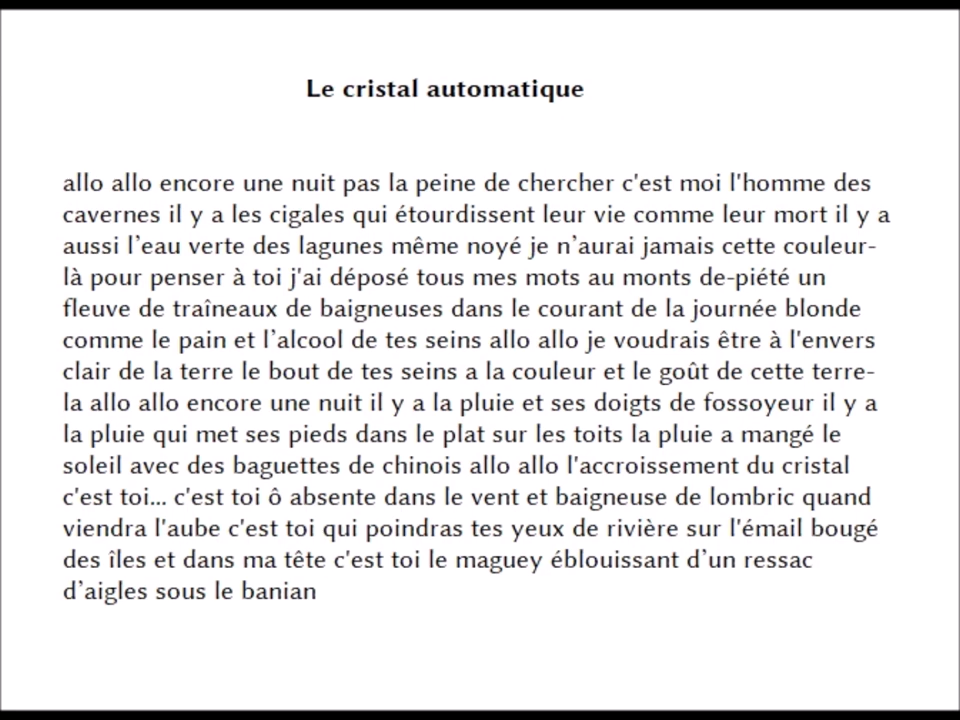 Le cristal automatique
allo allo encore une nuit pas la peine de chercher c'est moi l'homme des
cavernes il y a les cigales qui étourdissent leur vie comme leur mort il y a
aussi l’eau verte des lagunes même noyé je n’aurai jamais cette couleur-
là pour penser à toi j'ai déposé tous mes mots au monts de-piété un
fleuve de traîneaux de baigneuses dans le courant de la journée blonde
comme le pain et l’alcool de tes seins allo allo je voudrais être à l'envers
clair de la terre le bout de tes seins a la couleur et le goût de cette terre-
la allo allo encore une nuit il y a la pluie et ses doigts de fossoyeur il y a
la pluie qui met ses pieds dans le plat sur les toits la pluie a mangé le
soleil avec des baguettes de chinois allo allo l'accroissement du cristal
c'est toi... c'est toi ô absente dans le vent et baigneuse de lombric quand
viendra l'aube c'est toi qui poindras tes yeux de rivière sur l'émail bougé
des îles et dans ma tête c'est toi le maguey éblouissant d’un ressac
d’aigles sous le banian